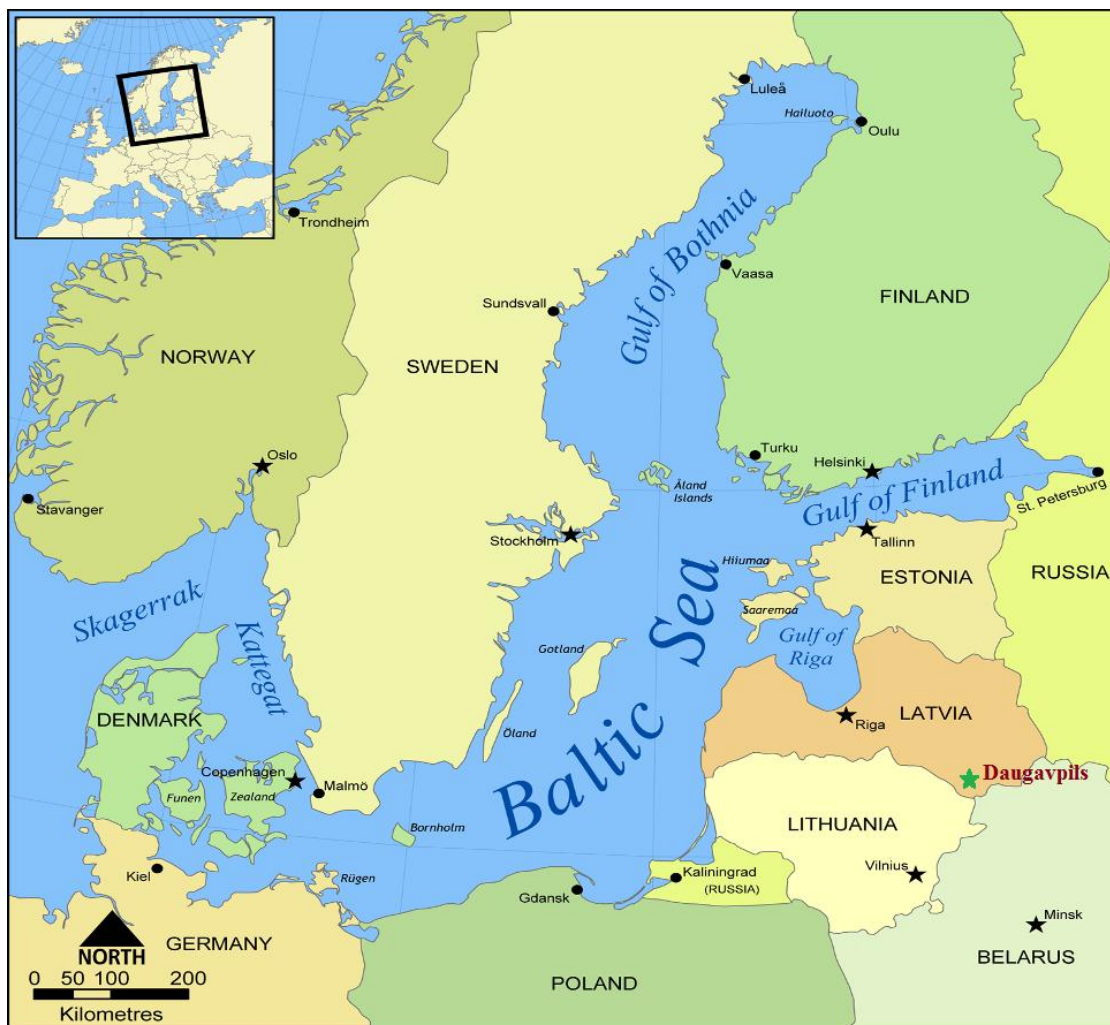 Luleå
Hailuoto
Oulu
Trondheim
Gulf of Bothnia
Vaasa
FINLAND
Sundsvall
NORWAY
SWEDEN
Turku
Helsinki
Oslo
Åland
Islands
Gulf of Finland
St. Petersburg
Stavanger
Stockholm
Tallinn
Hiiumaa
ESTONIA
RUSSIA
Skagerrak
Saaremaa
Kattegat
Gotland
Gulf of
Riga
Baltic Sea
DENMARK
LATVIA
Riga
Öland
Copenhagen
Daugavpils
Malmö
Funen
Zealand
Bornholm
LITHUANIA
Kiel
Rügen
Gdansk
Kaliningrad
(RUSSIA)
Vilnius
Minsk
NORTH
GERMANY
BELARUS
POLAND
0 50 100 200
Kilometres